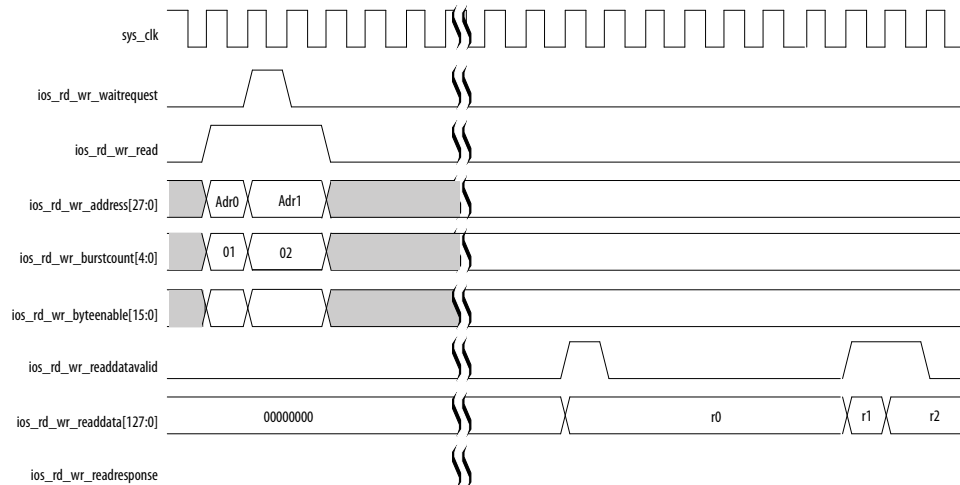 sys_clk
ios_rd_wr_waitrequest
ios_rd_wr_read
ios_rd_wr_address[27:0] Adr0 Adr1
ios_rd_wr_burstcount[4:0] 01 02
ios_rd_wr_byteenable[15:0]
ios_rd_wr_readdatavalid
ios_rd_wr_readdata[127:0] 00000000 r0 r1 r2
ios_rd_wr_readresponse